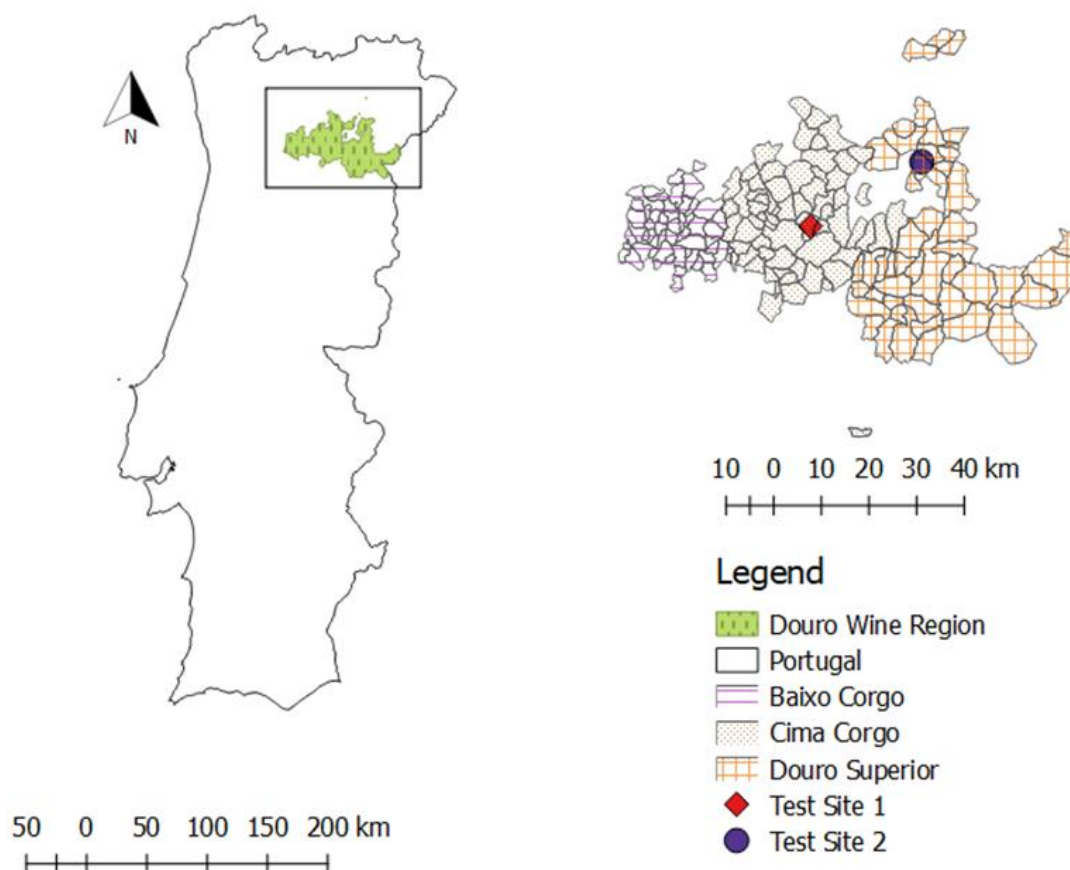 N
10 0 10 20 30 40 km
Legend
Douro Wine Region
Portugal
Baixo Corgo
Cima Corgo
Douro Superior
Test Site 1
Test Site 2
50 0 50 100 150 200 km